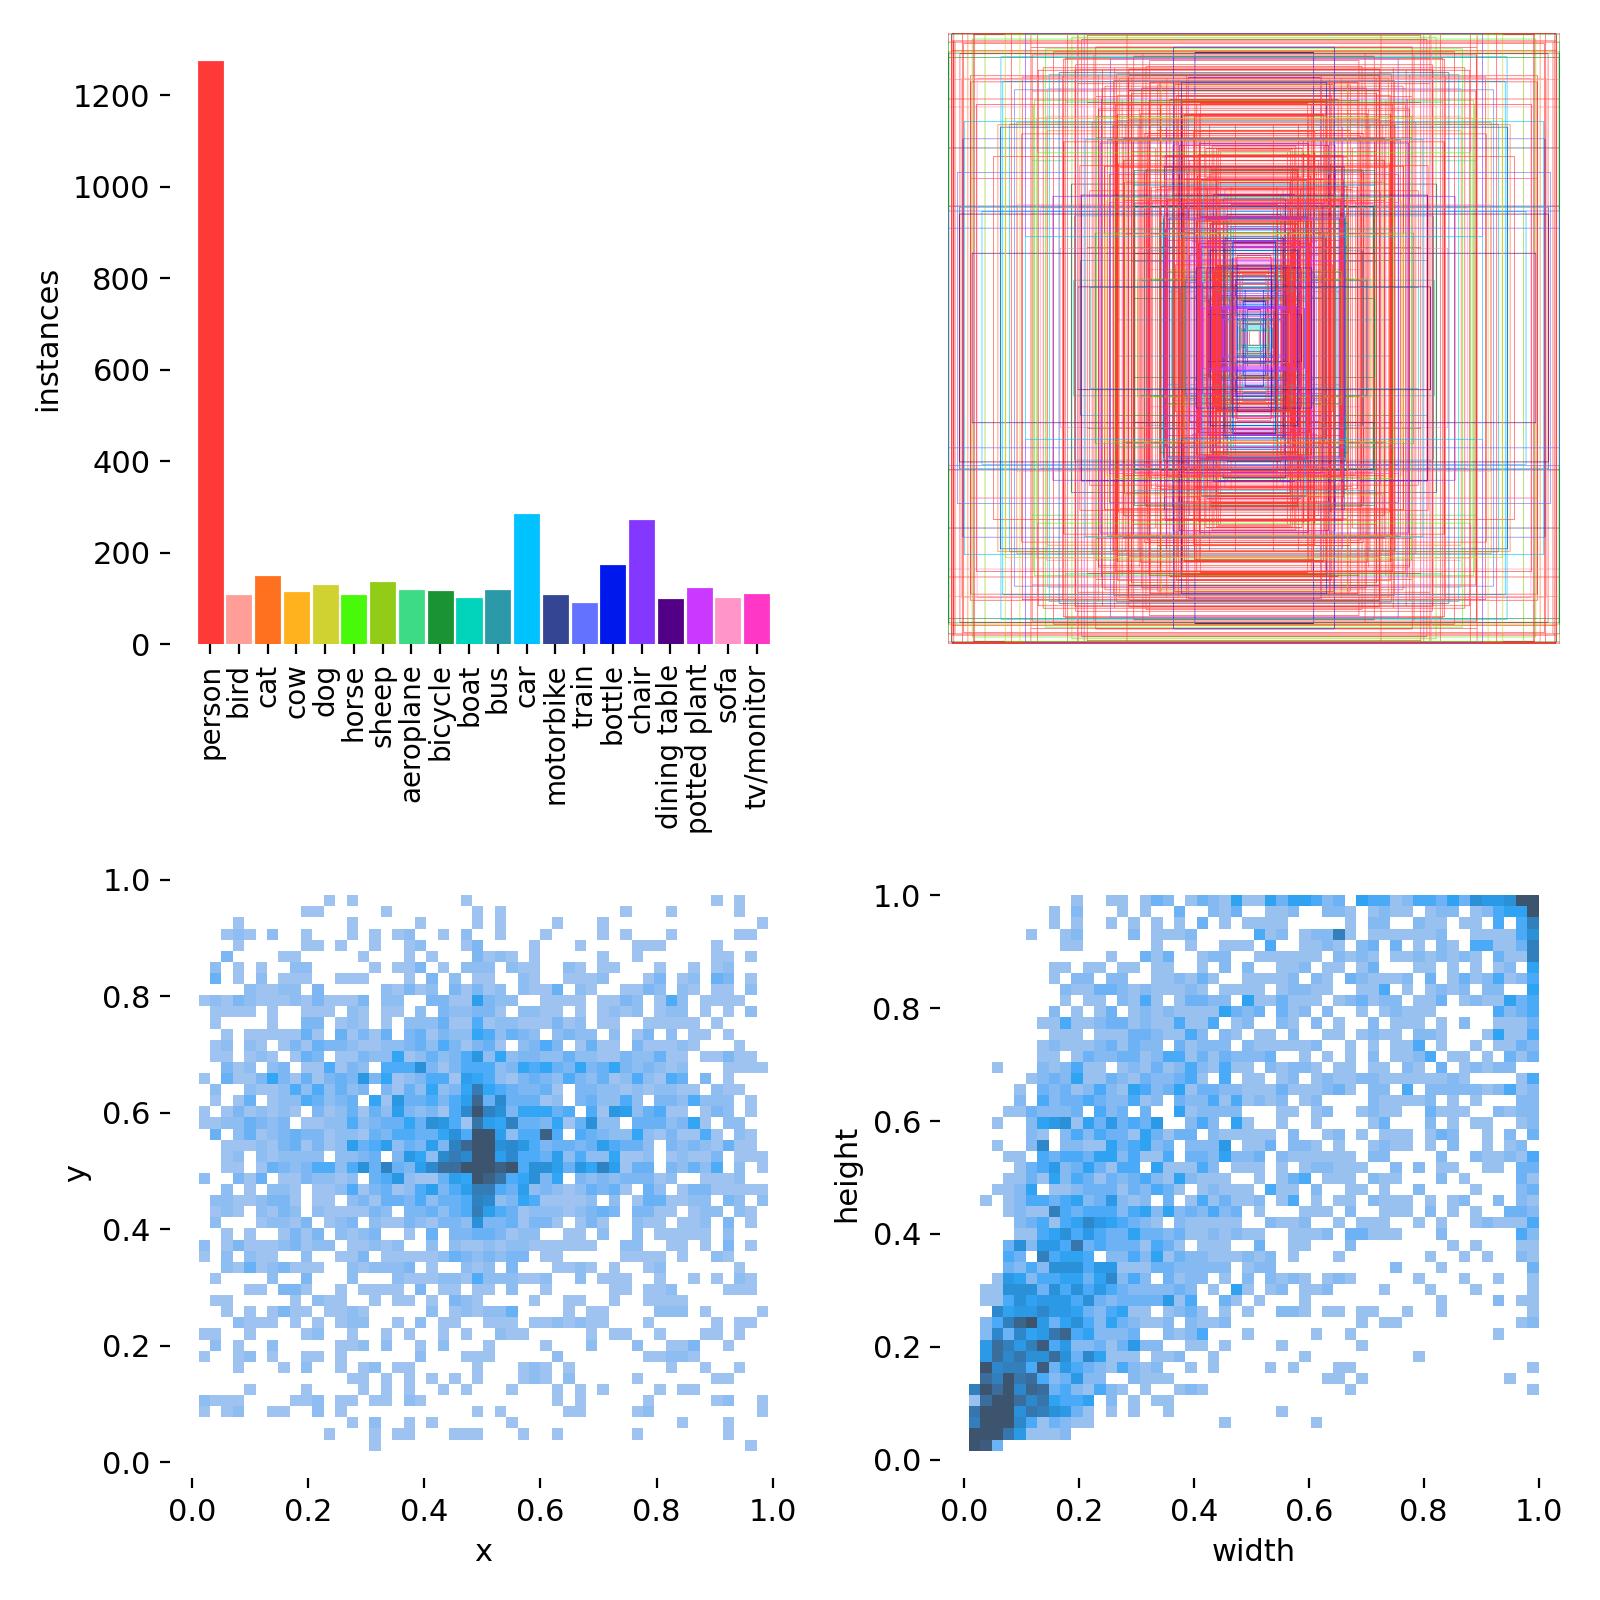 1200
1000
800
600
400
200
0
instances
person
bird
cat
cow
dog
horse
sheep
aeroplane
bicycle
boat
bus
car
motorbike
train
bottle
chair
dining table
potted plant
sofa
tv/monitor
1.0
0.8
0.6
0.4
0.2
0.0
y
0.0 0.2 0.4 0.6 0.8 1.0
x
1.0
0.8
0.6
0.4
0.2
0.0
height
0.0 0.2 0.4 0.6 0.8 1.0
width